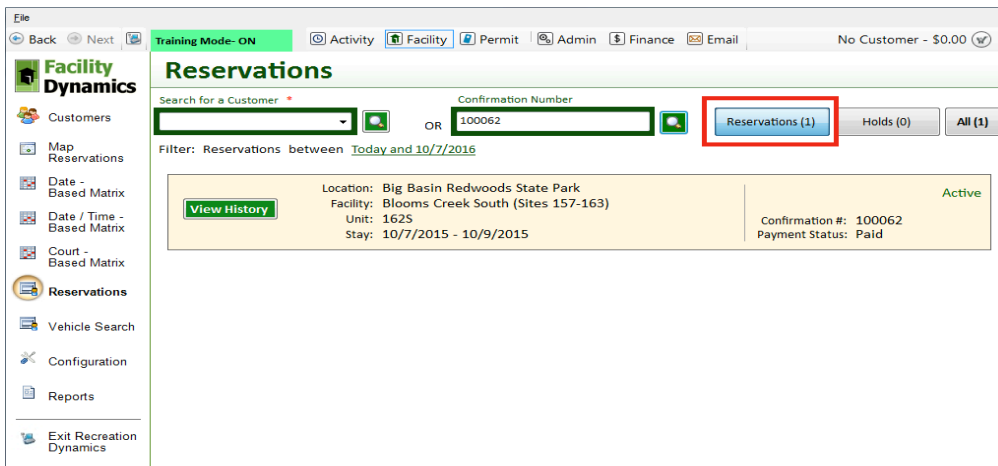 File
Back Next Training Mode- ON Activity Facility Permit Admin Finance Email No Customer - $0.00
Facility
Dynamics
Customers
Map
Reservations
Date -
Based Matrix
Date / Time -
Based Matrix
Court -
Based Matrix
Reservations
Vehicle Search
Configuration
Reports
Exit Recreation
Dynamics
Reservations
Search for a Customer *
OR
Confirmation Number
100062
Reservations (1) Holds (0) All (1)
Filter: Reservations between Today and 10/7/2016
View History
Location: Big Basin Redwoods State Park
Facility: Blooms Creek South (Sites 157-163)
Unit: 162S
Stay: 10/7/2015 - 10/9/2015
Active
Confirmation #: 100062
Payment Status: Paid